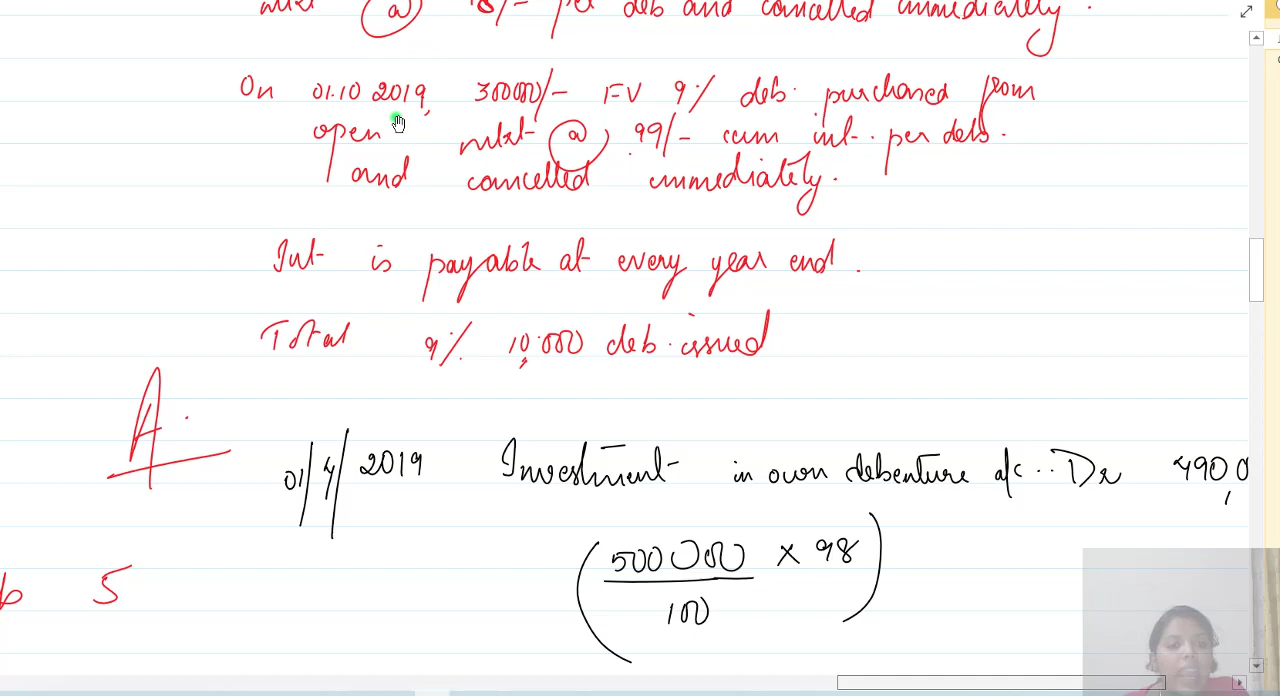 mkt @ 98/- per deb and cancelled immediately.
On 01.10 2019, 300000/- FV 9% deb. purchased from
open mkt @ 99/- cum int. per deb.
and cancelled immediately.
Int is payable at every year end.
Total 9% 10,000 deb. issued
A.
01/4/2019 Investment in own debenture a/c .. Dr 490,0
(500000 × 98
100)
b 5